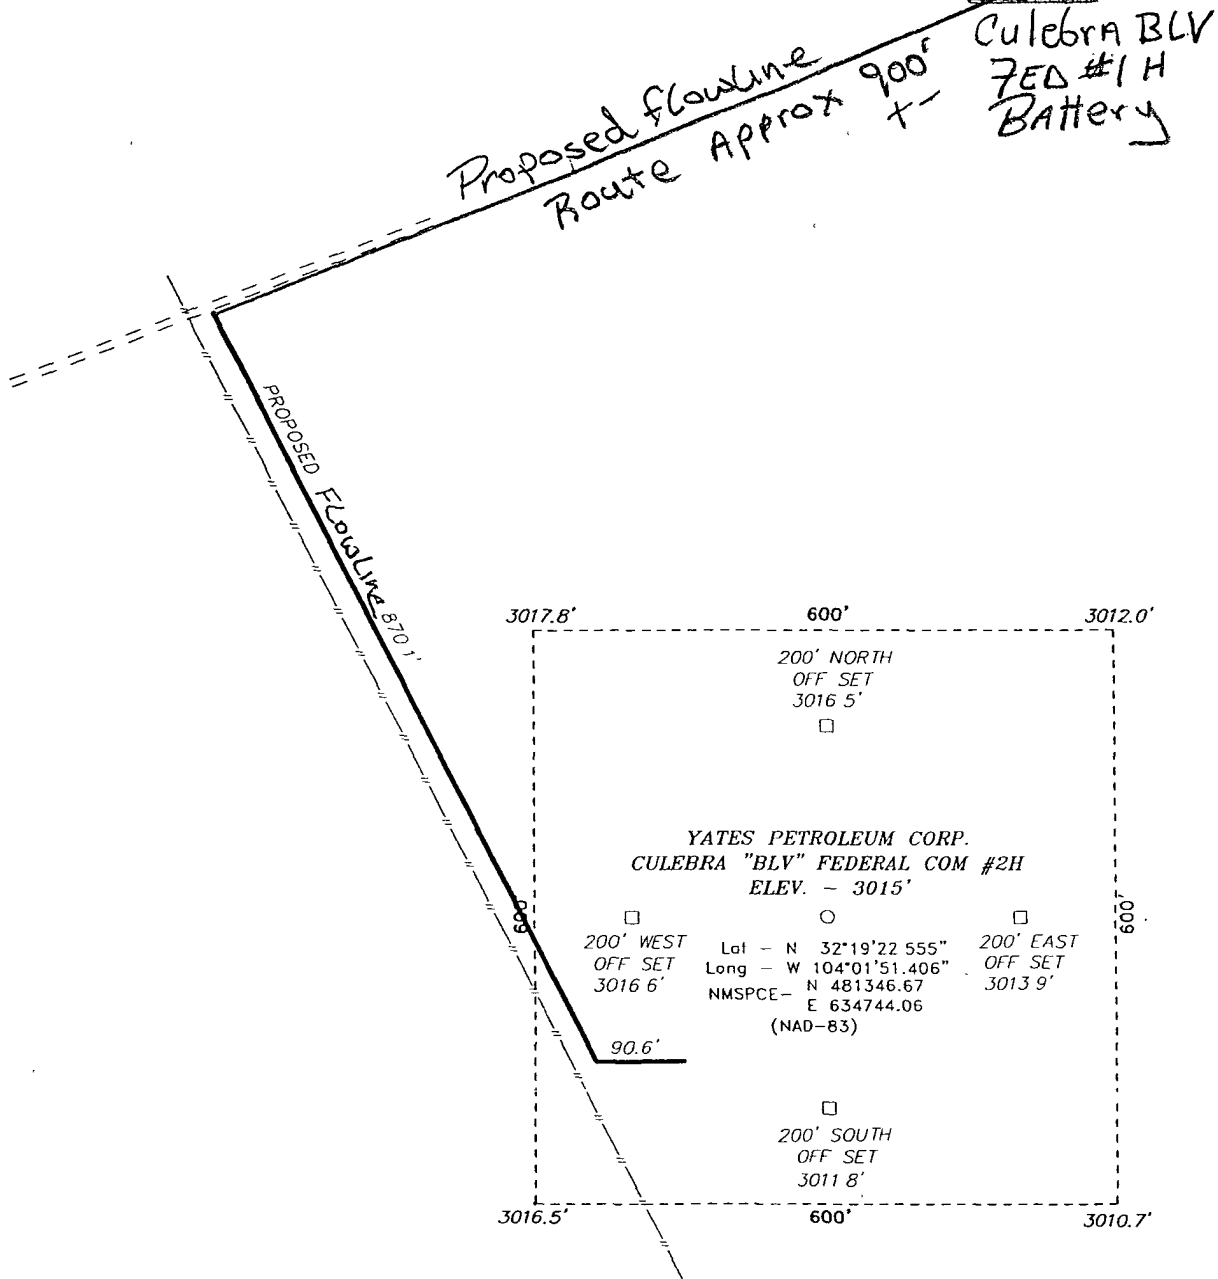 Culebra BLV
FED #1 H
Battery
Proposed flowline
Route Approx 900'
+-
PROPOSED FLowLine 870 1'
3017.8'
600'
3012.0'
200' NORTH
OFF SET
3016 5'
YATES PETROLEUM CORP.
CULEBRA "BLV" FEDERAL COM #2H
ELEV. - 3015'
600'
200' WEST
OFF SET
3016 6'
Lat - N 32°19'22 555"
Long - W 104°01'51.406"
NMSPCE- N 481346.67
E 634744.06
(NAD-83)
200' EAST
OFF SET
3013 9'
600'
90.6'
200' SOUTH
OFF SET
3011 8'
3016.5'
600'
3010.7'